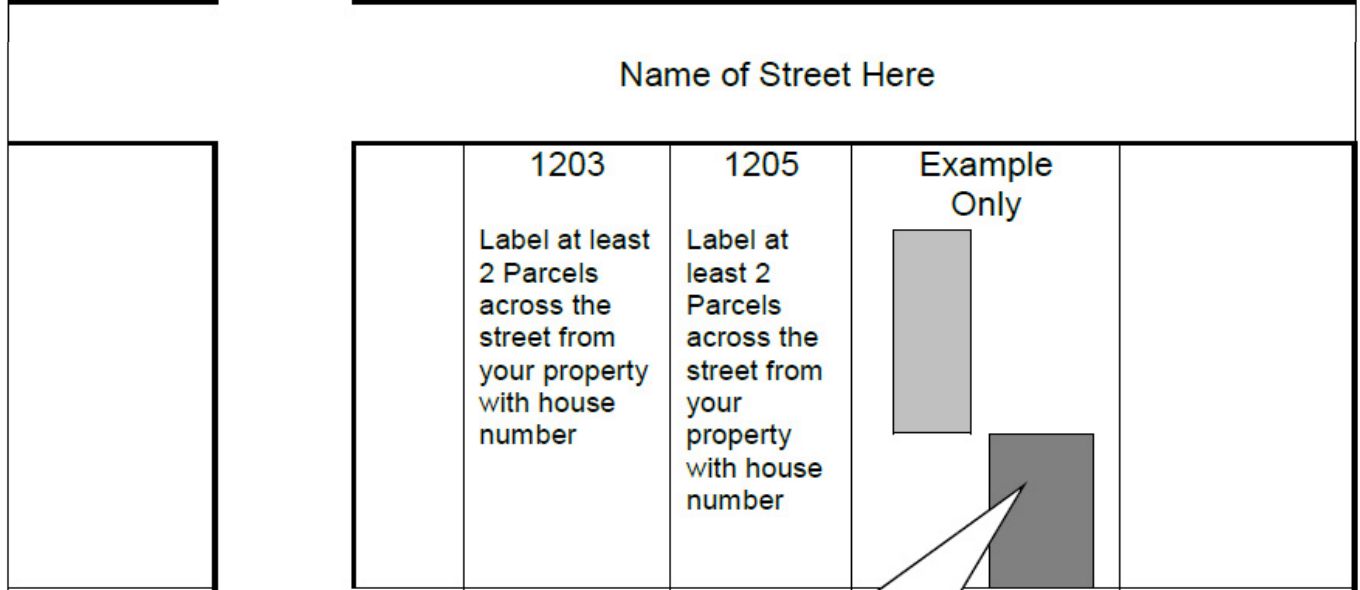 Name of Street Here
1203
Label at least
2 Parcels
across the
street from
your property
with house
number
1205
Label at
least 2
Parcels
across the
street from
your
property
with house
number
Example
Only